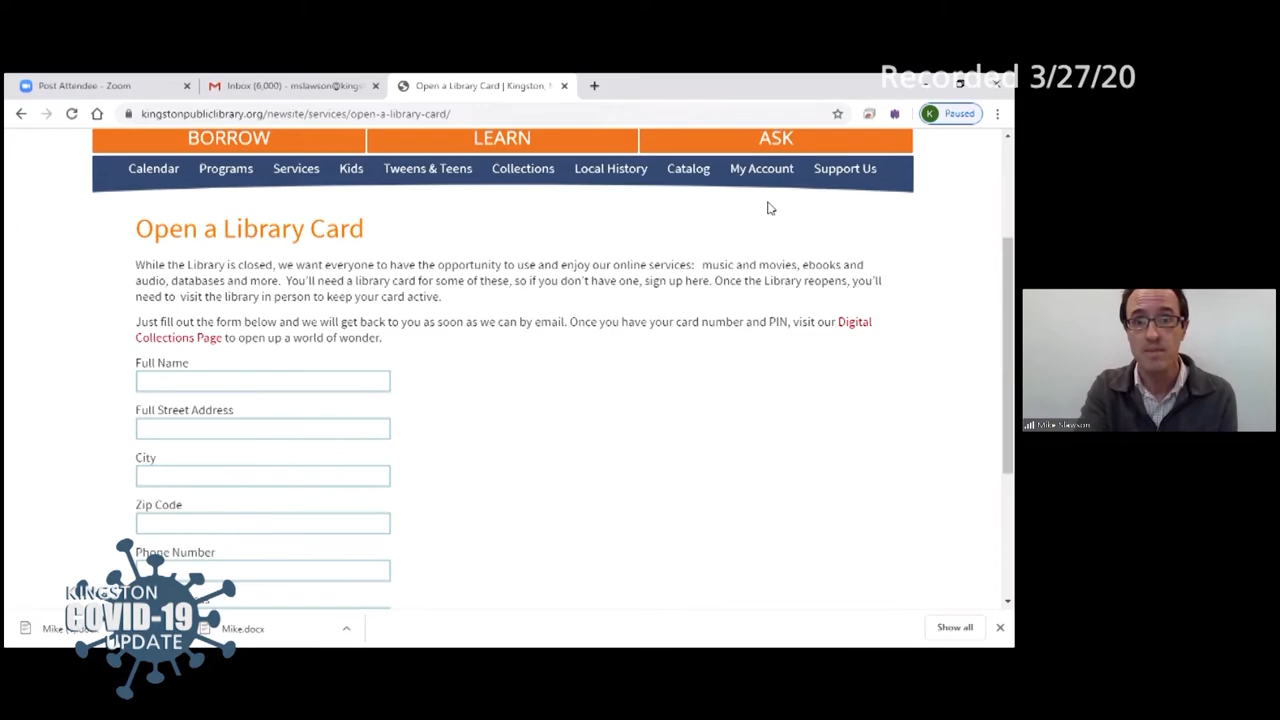 Recorded 3/27/20
Post Attendee - Zoom
Inbox (6,000) - mslawson@kings
Open a Library Card | Kingston,
kingstonpubliclibrary.org/newsite/services/open-a-library-card/
K Paused
BORROW LEARN ASK
Calendar Programs Services Kids Tweens & Teens Collections Local History Catalog My Account Support Us
Open a Library Card
While the Library is closed, we want everyone to have the opportunity to use and enjoy our online services: music and movies, ebooks and
audio, databases and more. You'll need a library card for some of these, so if you don't have one, sign up here. Once the Library reopens, you'll
need to visit the library in person to keep your card active.
Just fill out the form below and we will get back to you as soon as we can by email. Once you have your card number and PIN, visit our Digital
Collections Page to open up a world of wonder.
Full Name
Full Street Address
City
Zip Code
Phone Number
Mike Slawson
KINGSTON
COVID-19
UPDATE
Mike
Mike.docx
Show all